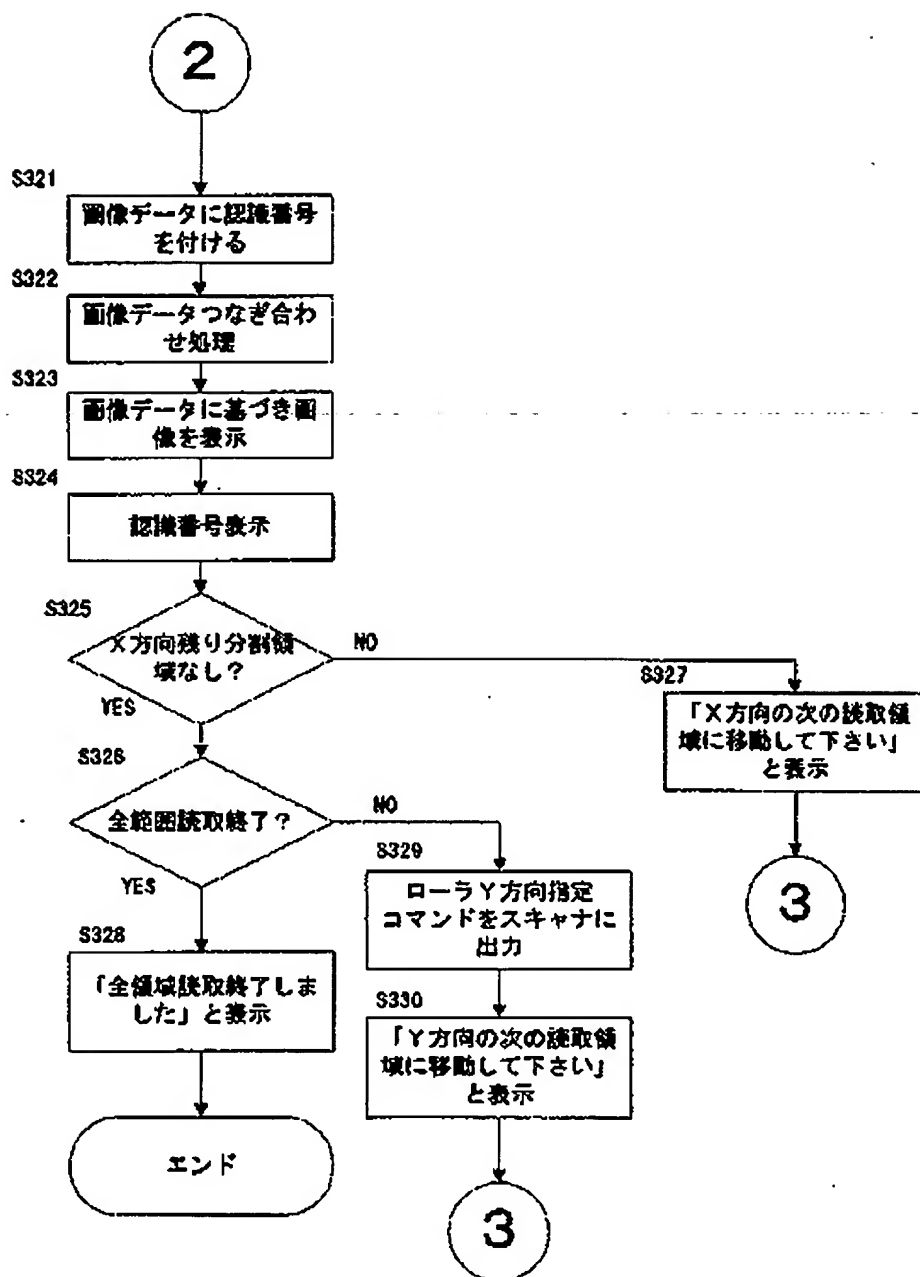 2
S321
画像データに認識番号
を付ける
S322
画像データつなぎ合わ
せ処理
S323
画像データに基づき画
像を表示
S324
認識番号表示
S325
X方向残り分割領
域なし?
NO
YES
S327
「X方向の次の読取領
域に移動して下さい」
と表示
3
S326
全範囲読取終了?
NO
YES
S329
ローラY方向指定
コマンドをスキャナに
出力
S328
「全領域読取終了しま
した」と表示
S330
「Y方向の次の読取領
域に移動して下さい」
と表示
エンド
3